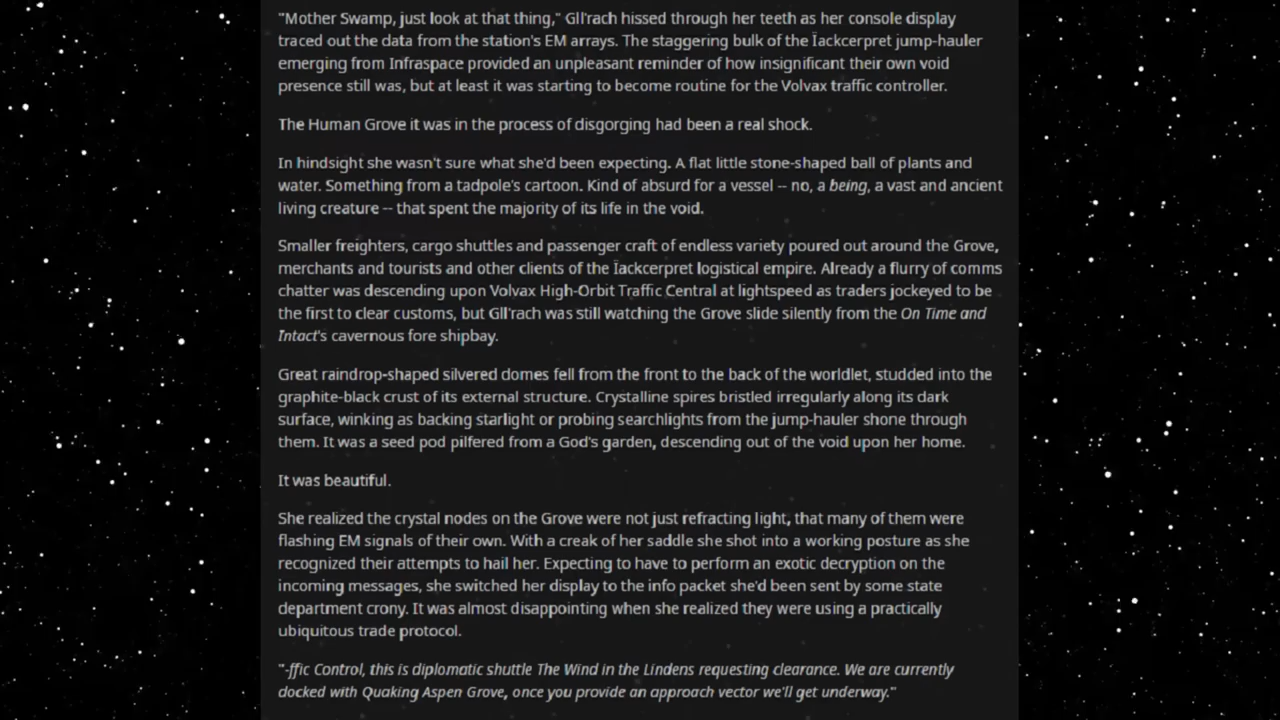 "Mother Swamp, just look at that thing," Gll'rach hissed through her teeth as her console display
traced out the data from the station's EM arrays. The staggering bulk of the Īackcerpret jump-hauler
emerging from Infraspace provided an unpleasant reminder of how insignificant their own void
presence still was, but at least it was starting to become routine for the Volvax traffic controller.
The Human Grove it was in the process of disgorging had been a real shock.
In hindsight she wasn't sure what she'd been expecting. A flat little stone-shaped ball of plants and
water. Something from a tadpole's cartoon. Kind of absurd for a vessel -- no, a being, a vast and ancient
living creature -- that spent the majority of its life in the void.
Smaller freighters, cargo shuttles and passenger craft of endless variety poured out around the Grove,
merchants and tourists and other clients of the Īackcerpret logistical empire. Already a flurry of comms
chatter was descending upon Volvax High-Orbit Traffic Central at lightspeed as traders jockeyed to be
the first to clear customs, but Gll'rach was still watching the Grove slide silently from the On Time and
Intact's cavernous fore shipbay.
Great raindrop-shaped silvered domes fell from the front to the back of the worldlet, studded into the
graphite-black crust of its external structure. Crystalline spires bristled irregularly along its dark
surface, winking as backing starlight or probing searchlights from the jump-hauler shone through
them. It was a seed pod pilfered from a God's garden, descending out of the void upon her home.
It was beautiful.
She realized the crystal nodes on the Grove were not just refracting light, that many of them were
flashing EM signals of their own. With a creak of her saddle she shot into a working posture as she
recognized their attempts to hail her. Expecting to have to perform an exotic decryption on the
incoming messages, she switched her display to the info packet she'd been sent by some state
department crony. It was almost disappointing when she realized they were using a practically
ubiquitous trade protocol.
"-ffic Control, this is diplomatic shuttle The Wind in the Lindens requesting clearance. We are currently
docked with Quaking Aspen Grove, once you provide an approach vector we'll get underway."